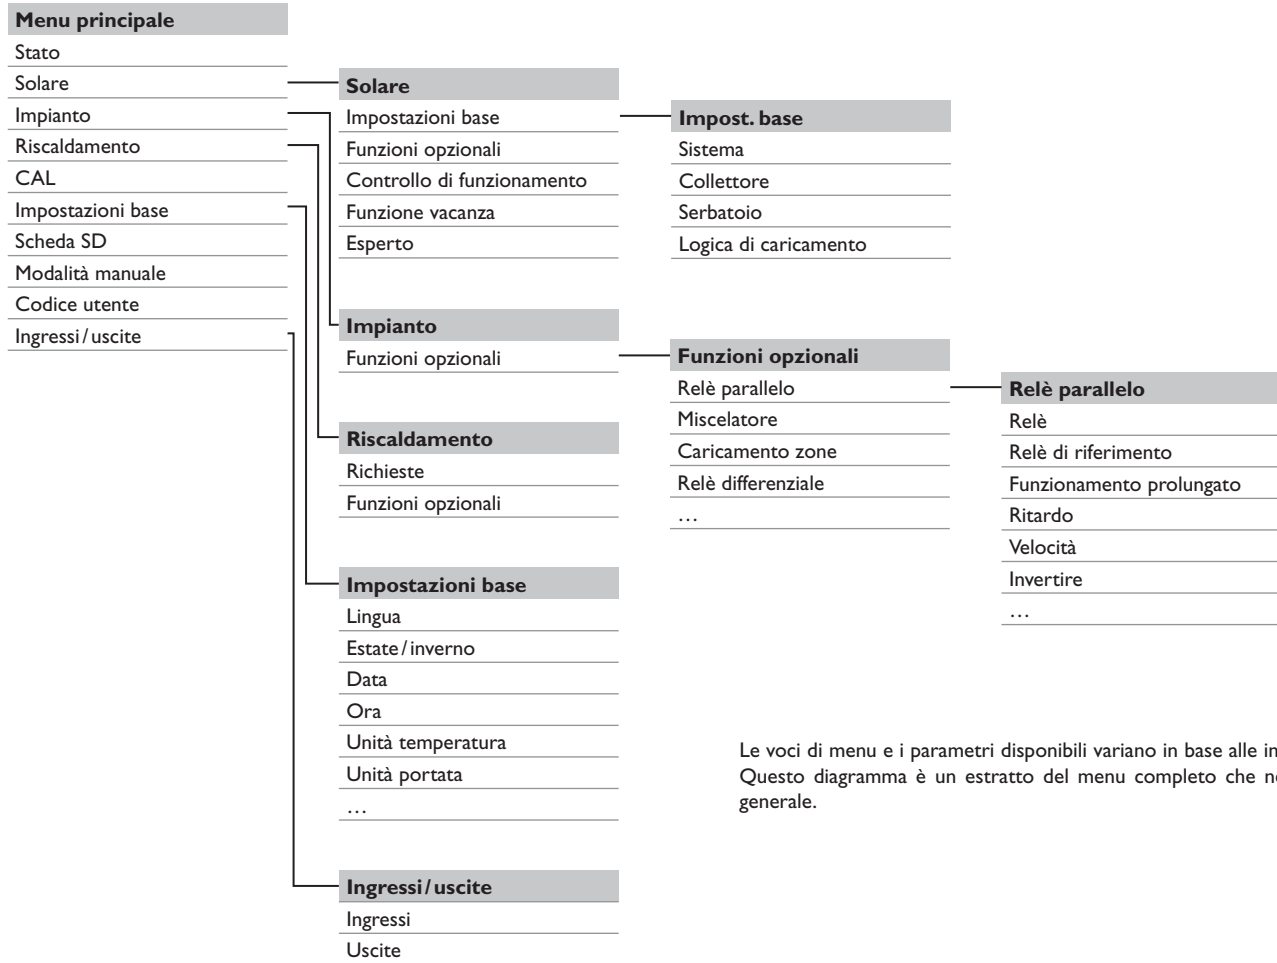 Menu principale
Stato
Solare
Impianto
Riscaldamento
CAL
Impostazioni base
Scheda SD
Modalità manuale
Codice utente
Ingressi / uscite
Solare
Impostazioni base
Funzioni opzionali
Controllo di funzionamento
Funzione vacanza
Esperto
Impost. base
Sistema
Collettore
Serbatoio
Logica di caricamento
Impianto
Funzioni opzionali
Funzioni opzionali
Relè parallelo
Miscelatore
Caricamento zone
Relè differenziale
…
Relè parallelo
Relè
Relè di riferimento
Funzionamento prolungato
Ritardo
Velocità
Invertire
…
Riscaldamento
Richieste
Funzioni opzionali
Impostazioni base
Lingua
Estate / inverno
Data
Ora
Unità temperatura
Unità portata
…
Ingressi / uscite
Ingressi
Uscite
Le voci di menu e i parametri disponibili variano in base alle
Questo diagramma è un estratto del menu completo che
generale.